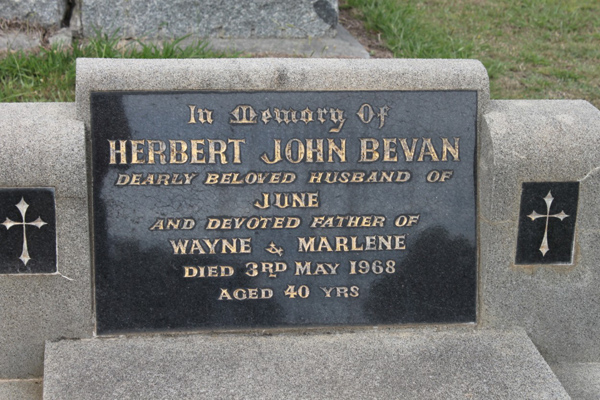 In Memory Of
HERBERT JOHN BEVAN
DEARLY BELOVED HUSBAND OF
JUNE
AND DEVOTED FATHER OF
WAYNE & MARLENE
DIED 3RD MAY 1968
AGED 40 YRS